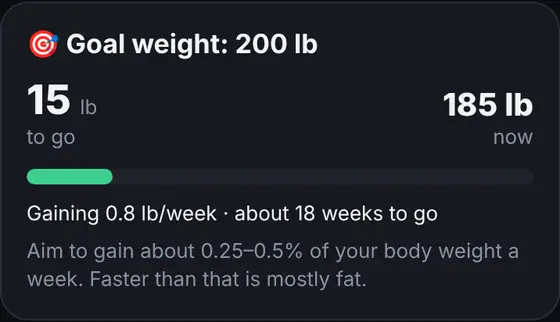 🎯 Goal weight: 200 lb
15 lb
to go
185 lb
now
Gaining 0.8 lb/week · about 18 weeks to go
Aim to gain about 0.25–0.5% of your body weight a
week. Faster than that is mostly fat.